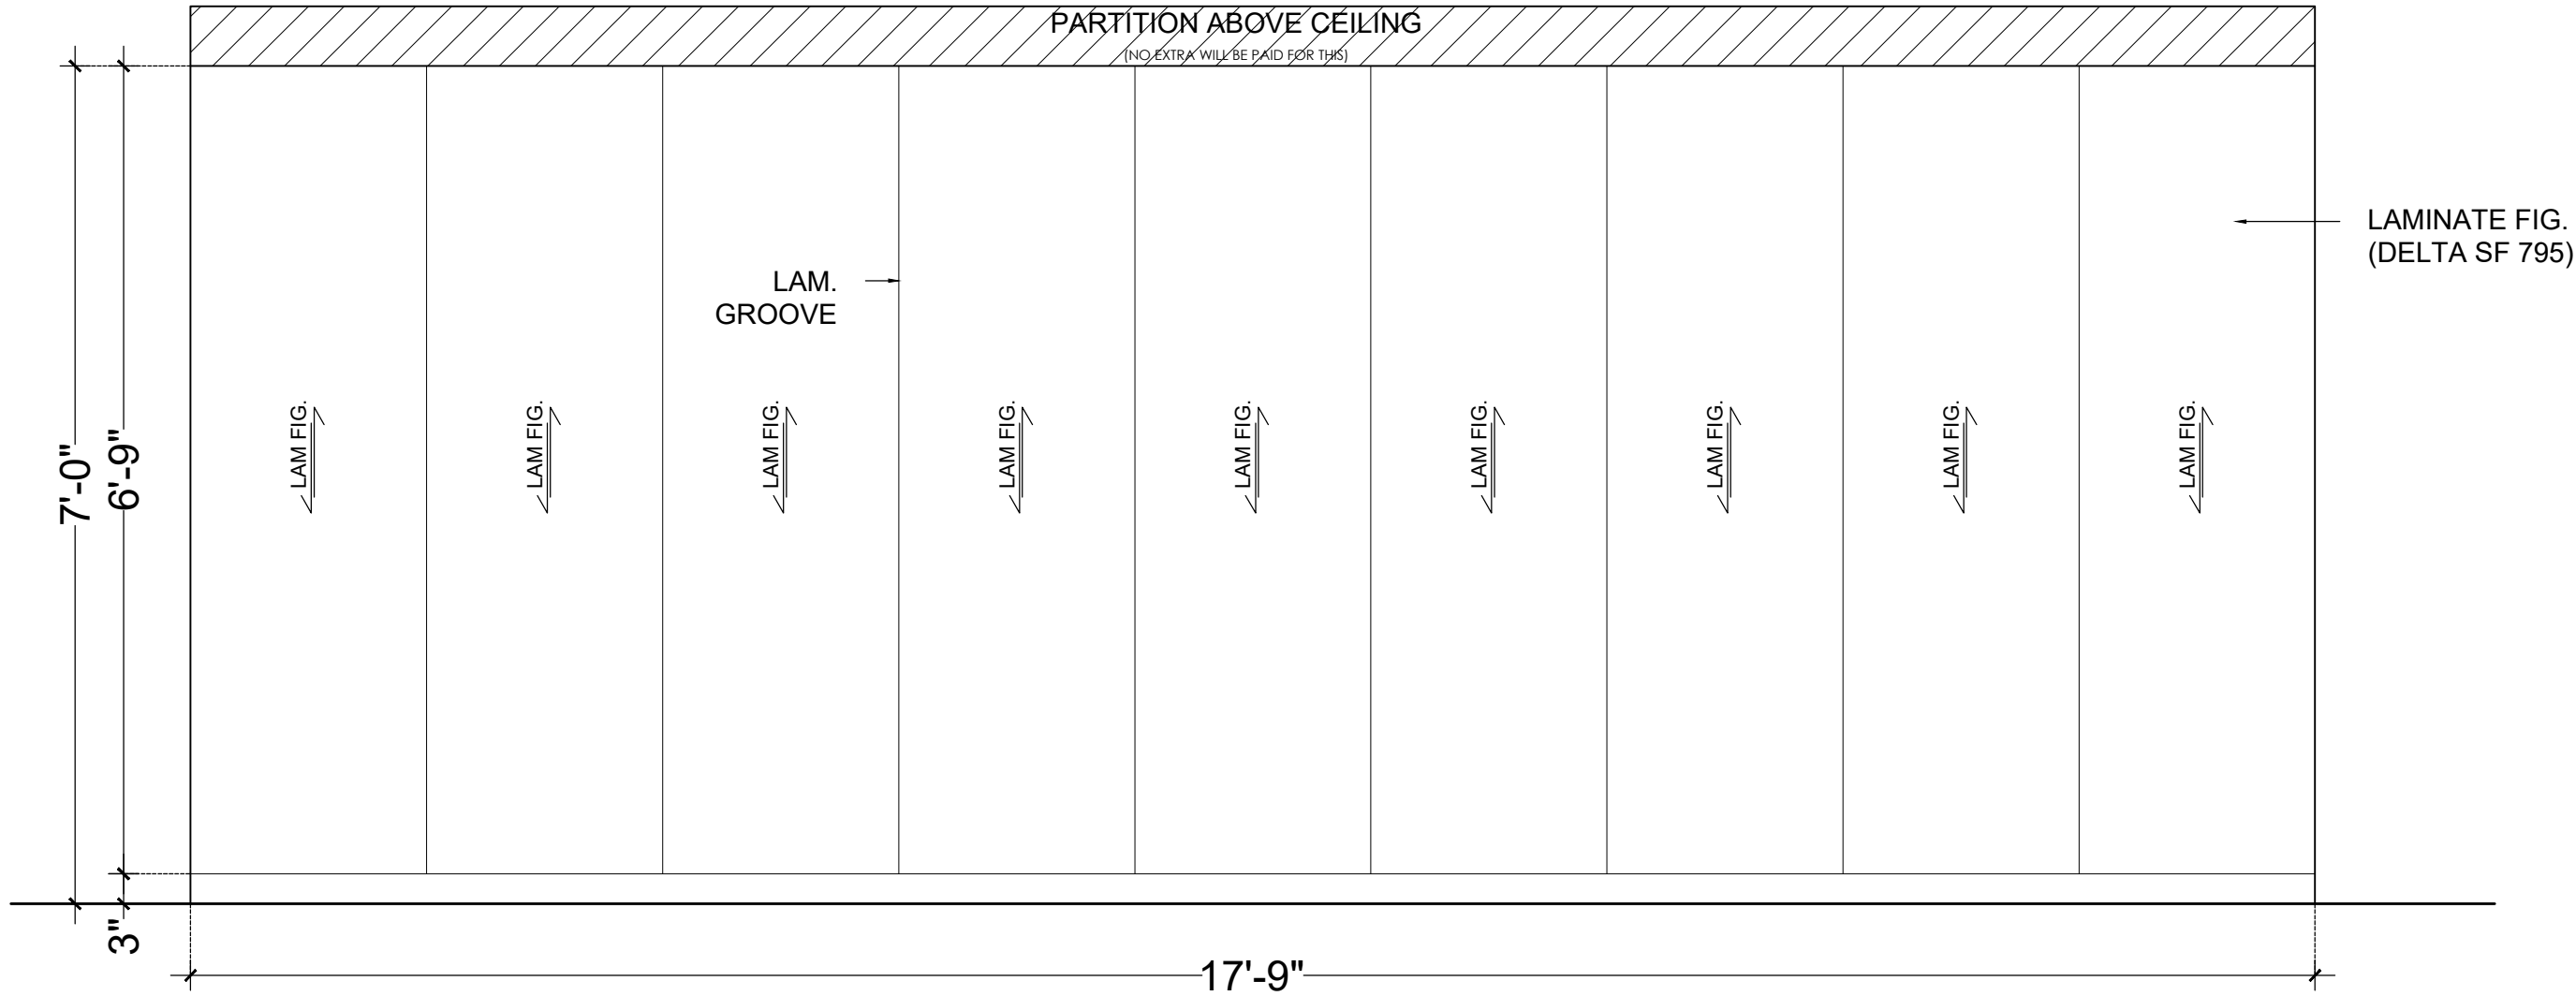 PARTITION ABOVE CEILING
(NO EXTRA WILL BE PAID FOR THIS)
LAMINATE FIG.
(DELTA SF 795)
LAM.
GROOVE
LAM FIG.
LAM FIG.
LAM FIG.
LAM FIG.
LAM FIG.
LAM FIG.
LAM FIG.
LAM FIG.
LAM FIG.
7'-0"
6'-9"
3"
17'-9"